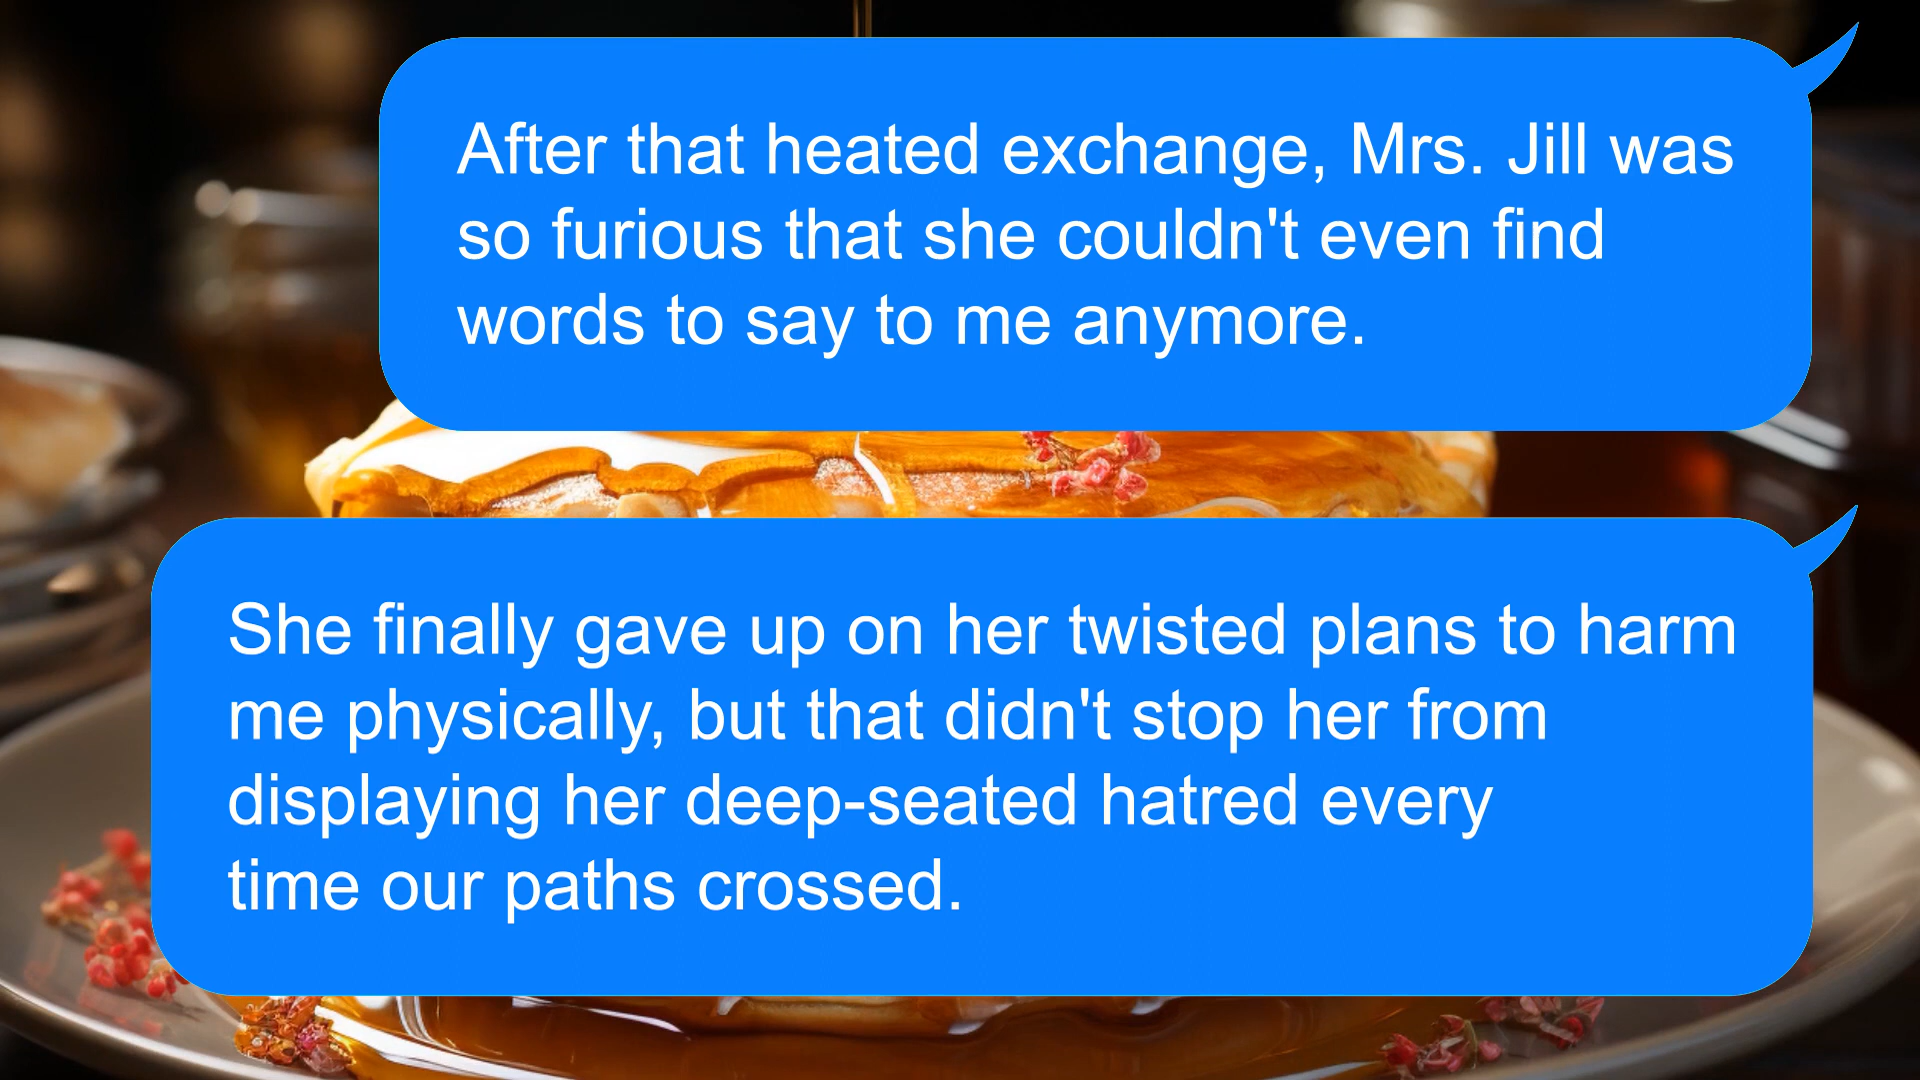 After that heated exchange, Mrs. Jill was
so furious that she couldn't even find
words to say to me anymore.
She finally gave up on her twisted plans to harm
me physically, but that didn't stop her from
displaying her deep-seated hatred every
time our paths crossed.